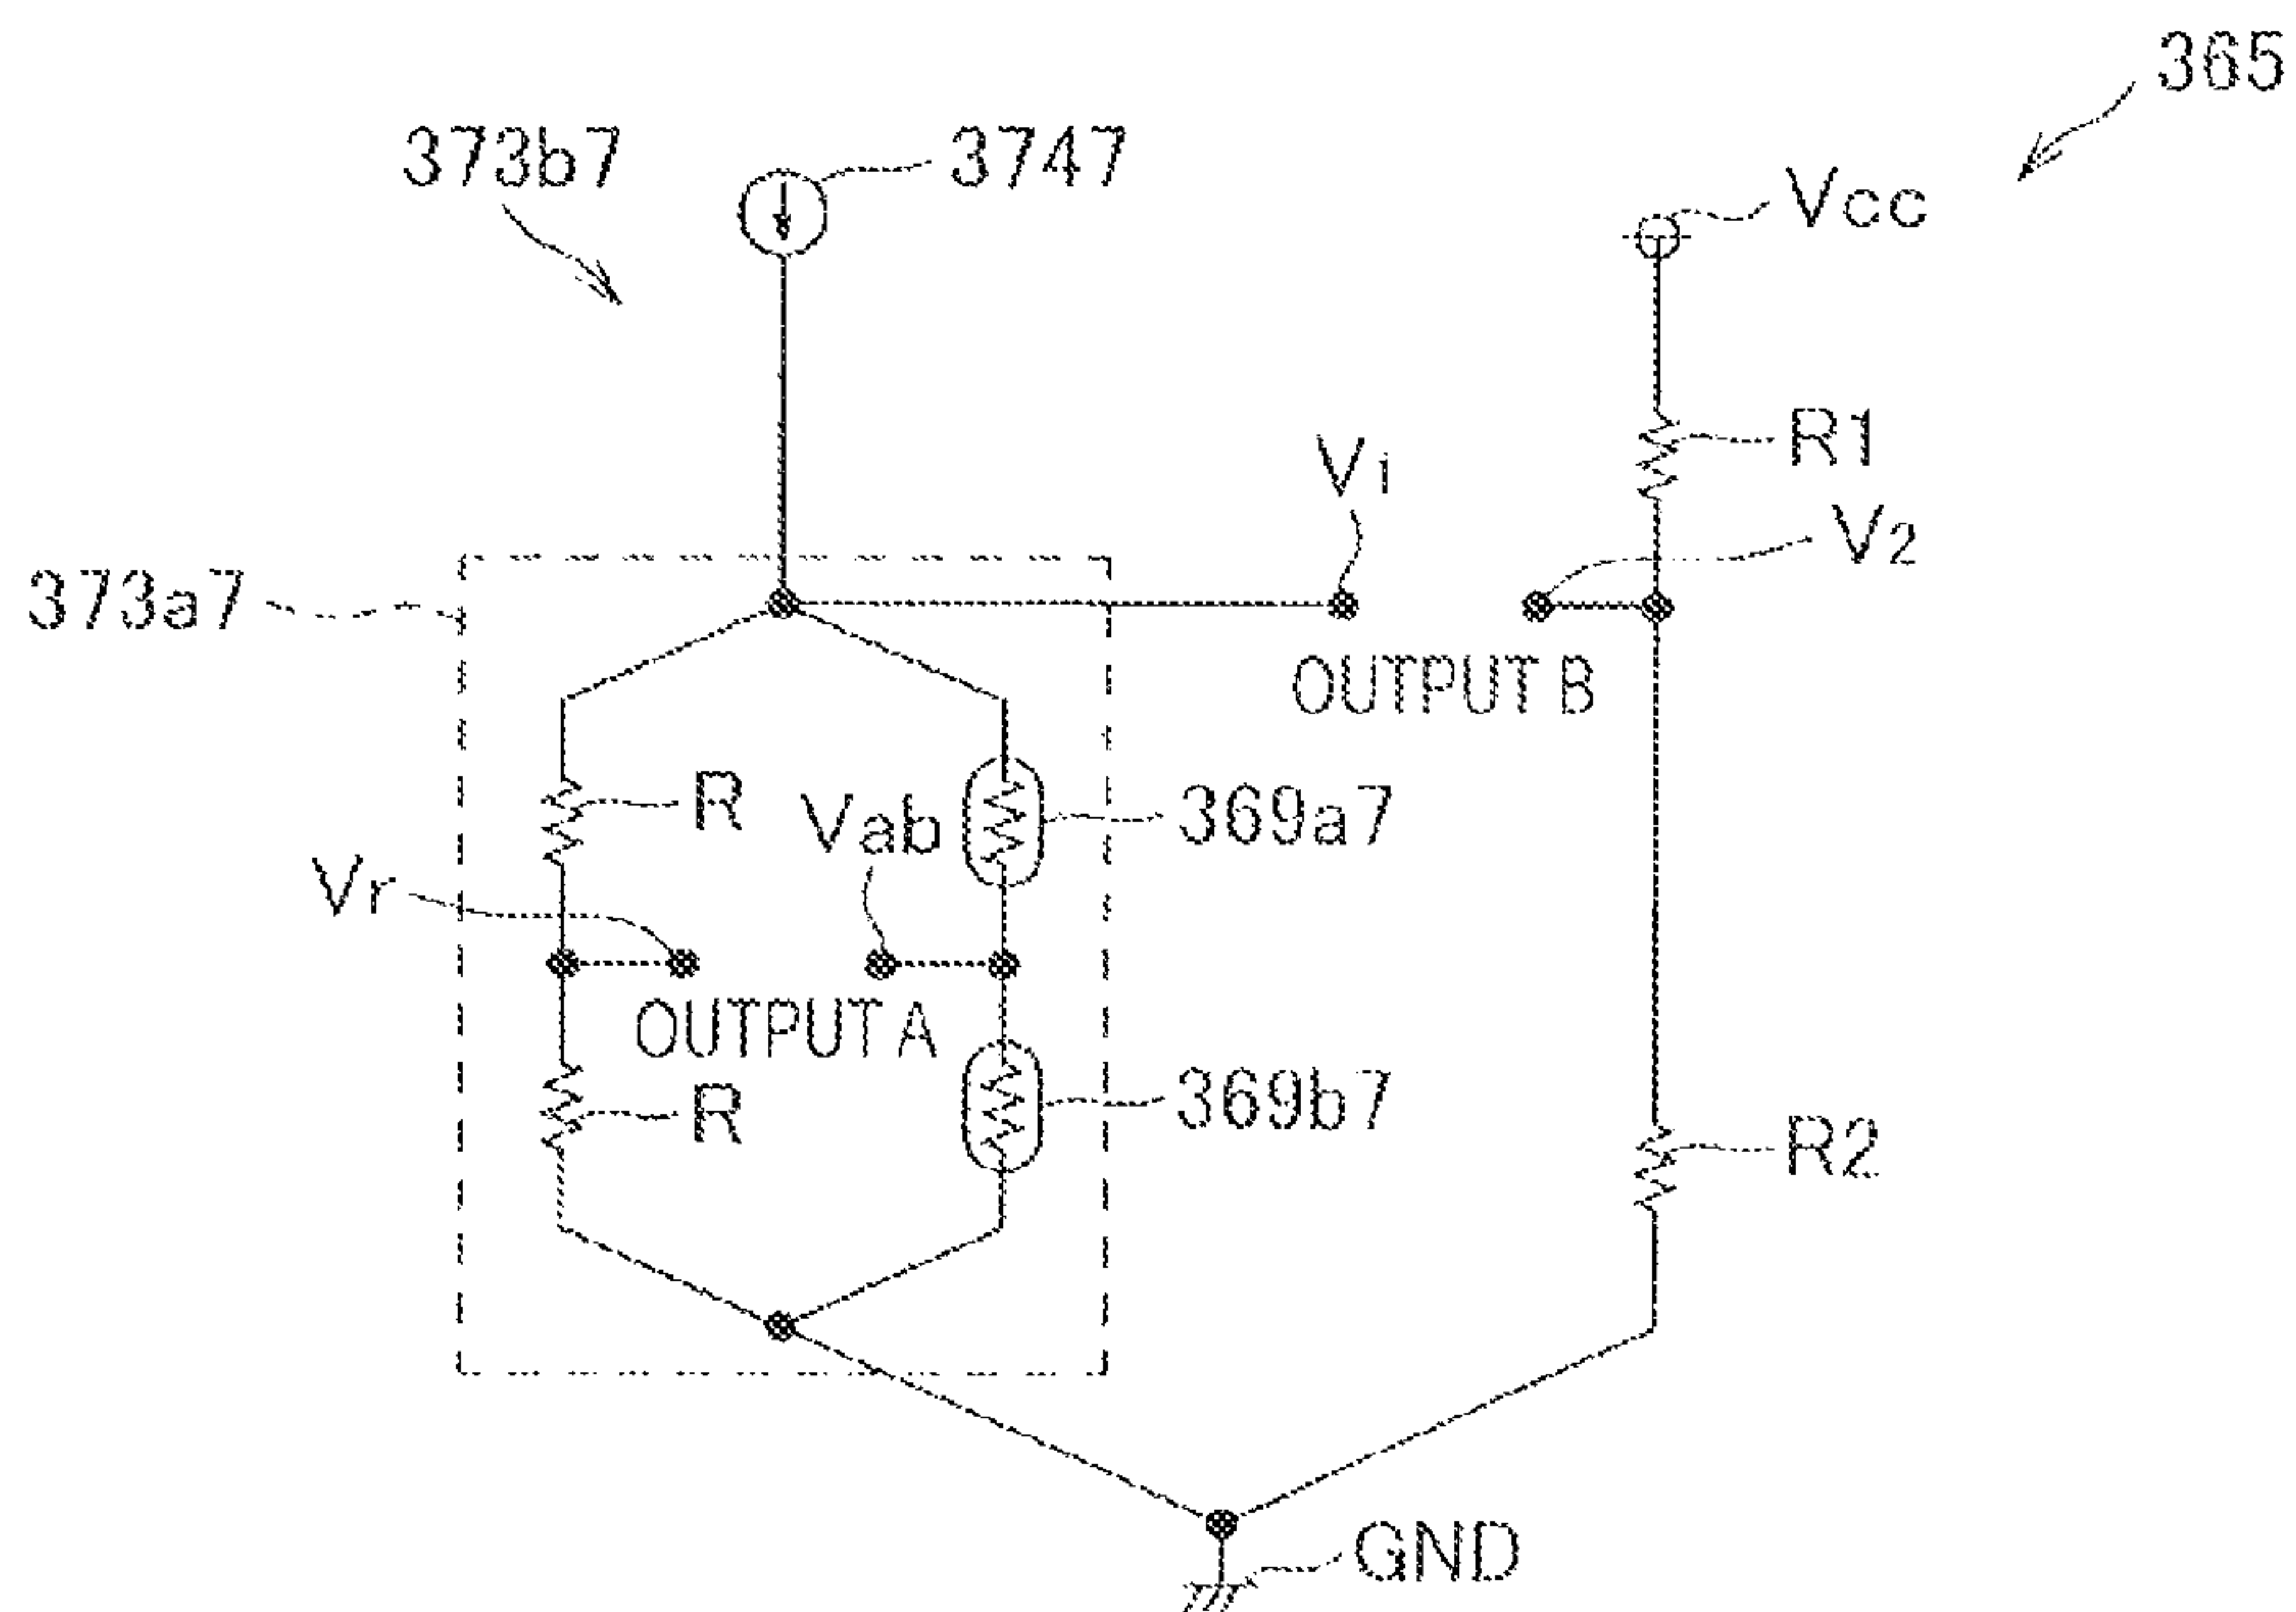 365
373b7
3747
Vcc
R1
V1
V2
373a7
OUTPUT B
R
Vab
369a7
Vr
OUTPUT A
R
369b7
R2
GND